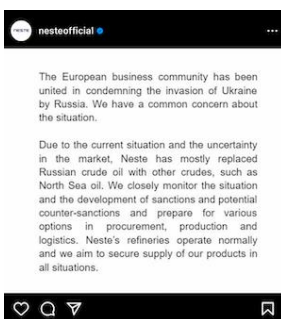 NESTE nesteofficial
The European business community has been
united in condemning the invasion of Ukraine
by Russia. We have a common concern about
the situation.
Due to the current situation and the uncertainty
in the market, Neste has mostly replaced
Russian crude oil with other crudes, such as
North Sea oil. We closely monitor the situation
and the development of sanctions and potential
counter-sanctions and prepare for various
options in procurement, production and
logistics. Neste's refineries operate normally
and we aim to secure supply of our products in
all situations.